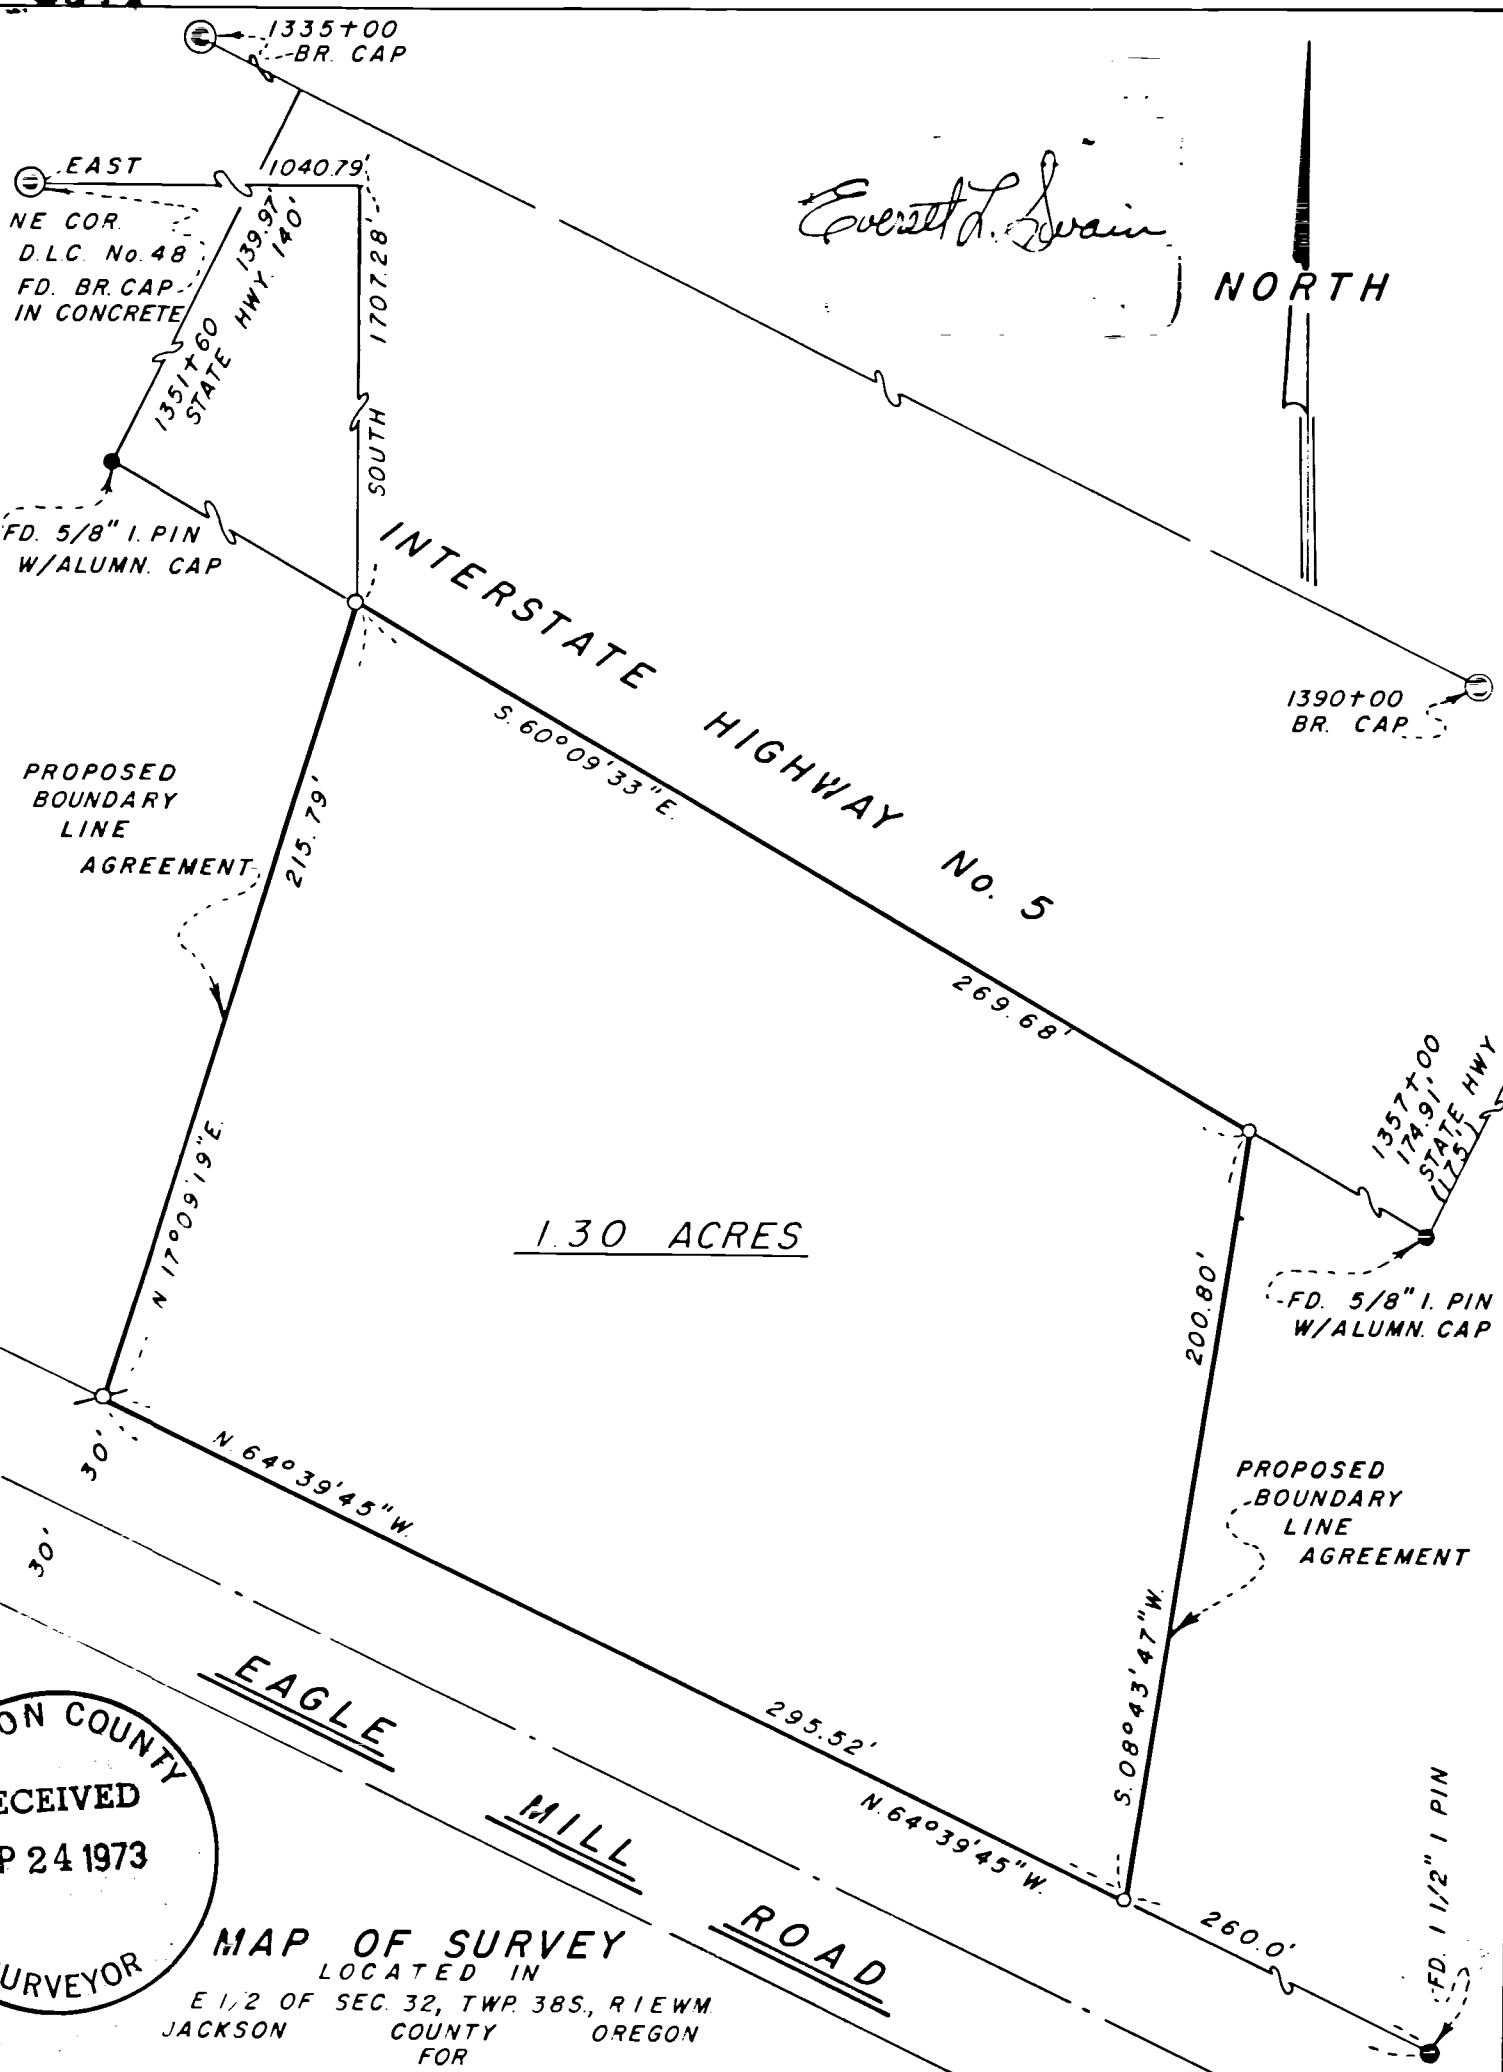 1335+00
BR. CAP
EAST
1040.79'
NE COR.
D.L.C. No. 48
FD. BR. CAP
IN CONCRETE
139.97'
1351+60
STATE HWY. 140'
1707.28'
SOUTH
Everett L. Swain
NORTH
FD. 5/8" I. PIN
W/ALUMN. CAP
INTERSTATE HIGHWAY No. 5
1390+00
BR. CAP
S. 60°09'33" E.
269.68'
PROPOSED
BOUNDARY
LINE
AGREEMENT
215.79'
N 17°09'19" E.
1357+00
174.91'
STATE HWY
(175')
1.30 ACRES
200.80'
FD. 5/8" I. PIN
W/ALUMN. CAP
30'
30'
N. 64°39'45" W.
PROPOSED
BOUNDARY
LINE
AGREEMENT
S. 08°43'47" W.
295.52'
N. 64°39'45" W.
260.0'
FD. 1 1/2" I PIN
EAGLE MILL ROAD
ON COUNTY
ECEIVED
P 24 1973
URVEYOR
MAP OF SURVEY
LOCATED IN
E 1/2 OF SEC. 32, TWP. 38S., R1EWM.
JACKSON COUNTY OREGON
FOR